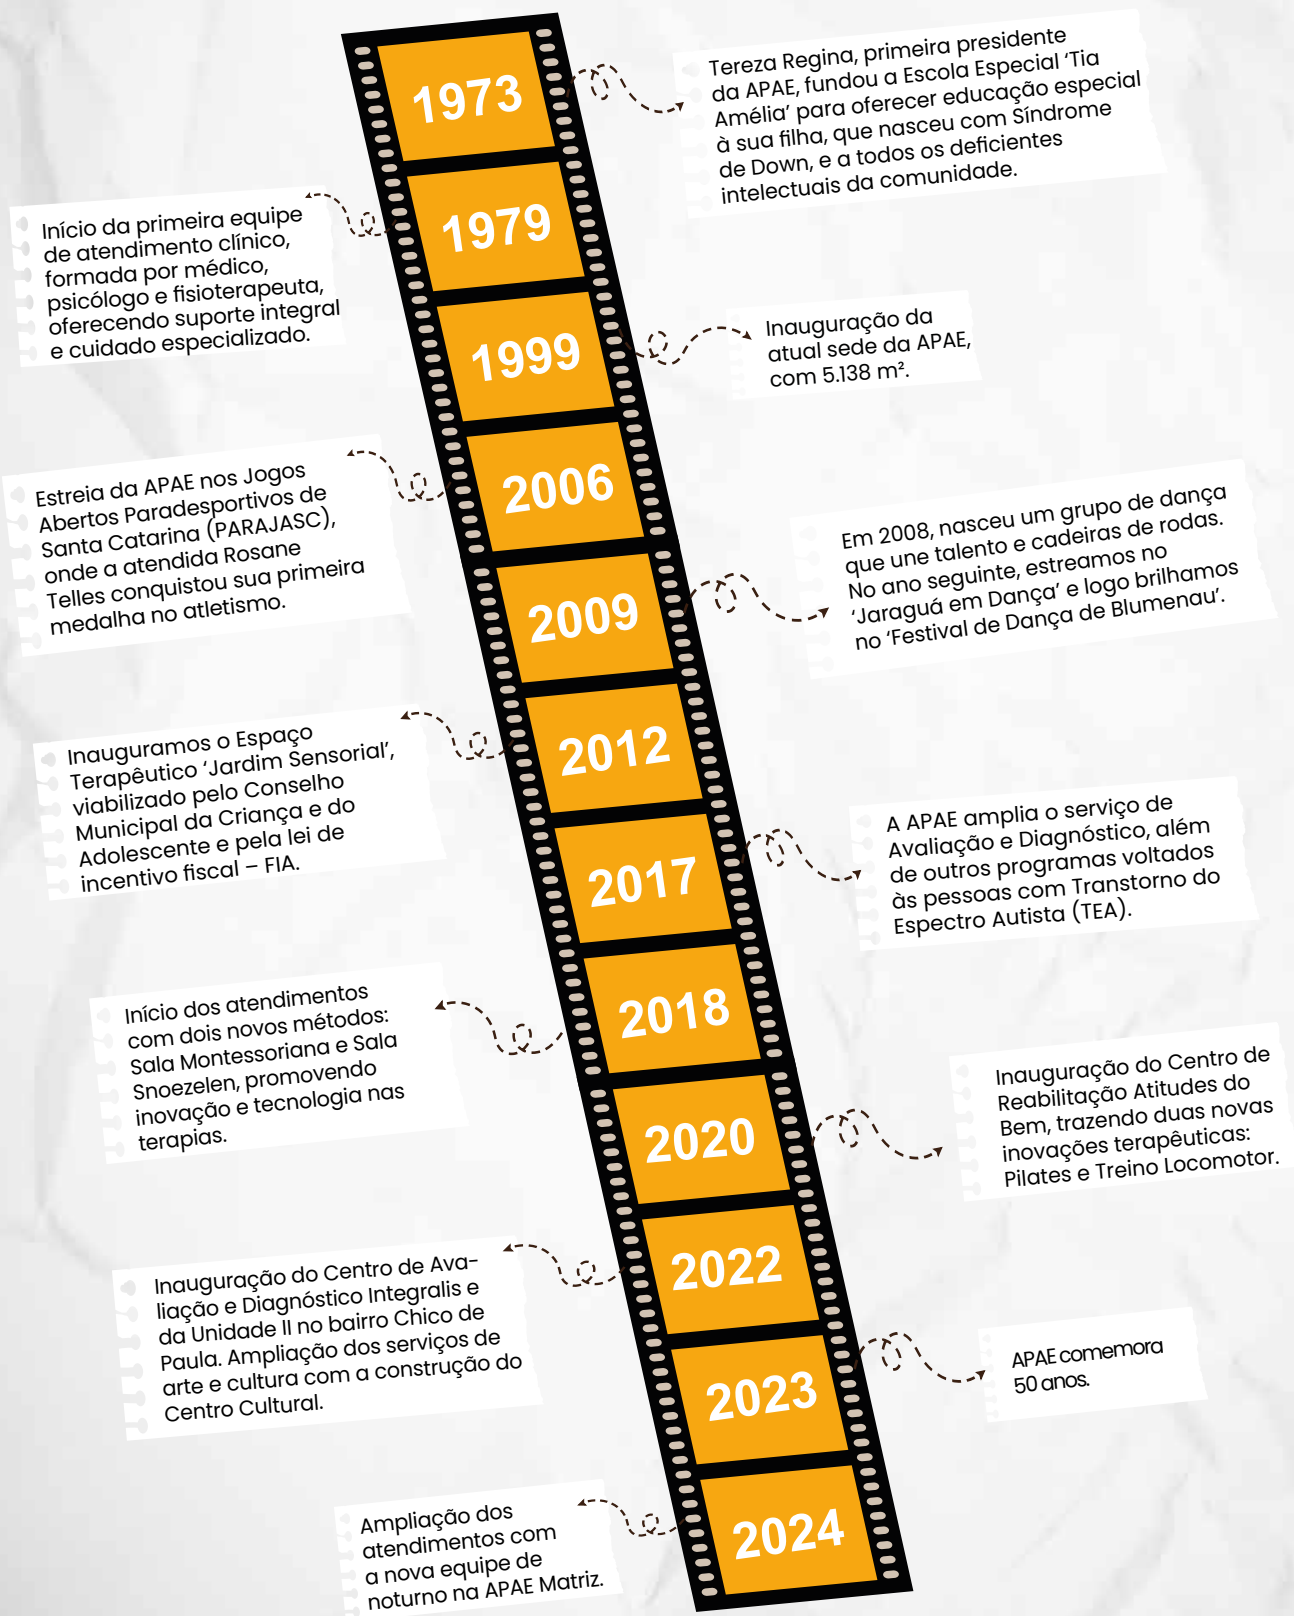 1973
Tereza Regina, primeira presidente
da APAE, fundou a Escola Especial ‘Tia
Amélia’ para oferecer educação especial
à sua filha, que nasceu com Síndrome
de Down, e a todos os deficientes
intelectuais da comunidade.
1979
Início da primeira equipe
de atendimento clínico,
formada por médico,
psicólogo e fisioterapeuta,
oferecendo suporte integral
e cuidado especializado.
1999
Inauguração da
atual sede da APAE,
com 5.138 m².
2006
Estreia da APAE nos Jogos
Abertos Paradesportivos de
Santa Catarina (PARAJASC),
onde a atendida Rosane
Telles conquistou sua primeira
medalha no atletismo.
2009
Em 2008, nasceu um grupo de dança
que une talento e cadeiras de rodas.
No ano seguinte, estreamos no
‘Jaraguá em Dança’ e logo brilhamos
no ‘Festival de Dança de Blumenau’.
2012
Inauguramos o Espaço
Terapêutico ‘Jardim Sensorial’,
viabilizado pelo Conselho
Municipal da Criança e do
Adolescente e pela lei de
incentivo fiscal – FIA.
2017
A APAE amplia o serviço de
Avaliação e Diagnóstico, além
de outros programas voltados
às pessoas com Transtorno do
Espectro Autista (TEA).
2018
Início dos atendimentos
com dois novos métodos:
Sala Montessoriana e Sala
Snoezelen, promovendo
inovação e tecnologia nas
terapias.
2020
Inauguração do Centro de
Reabilitação Atitudes do
Bem, trazendo duas novas
inovações terapêuticas:
Pilates e Treino Locomotor.
2022
Inauguração do Centro de Ava-
liação e Diagnóstico Integralis e
da Unidade II no bairro Chico de
Paula. Ampliação dos serviços de
arte e cultura com a construção do
Centro Cultural.
2023
APAE comemora
50 anos.
2024
Ampliação dos
atendimentos com
a nova equipe de
noturno na APAE Matriz.